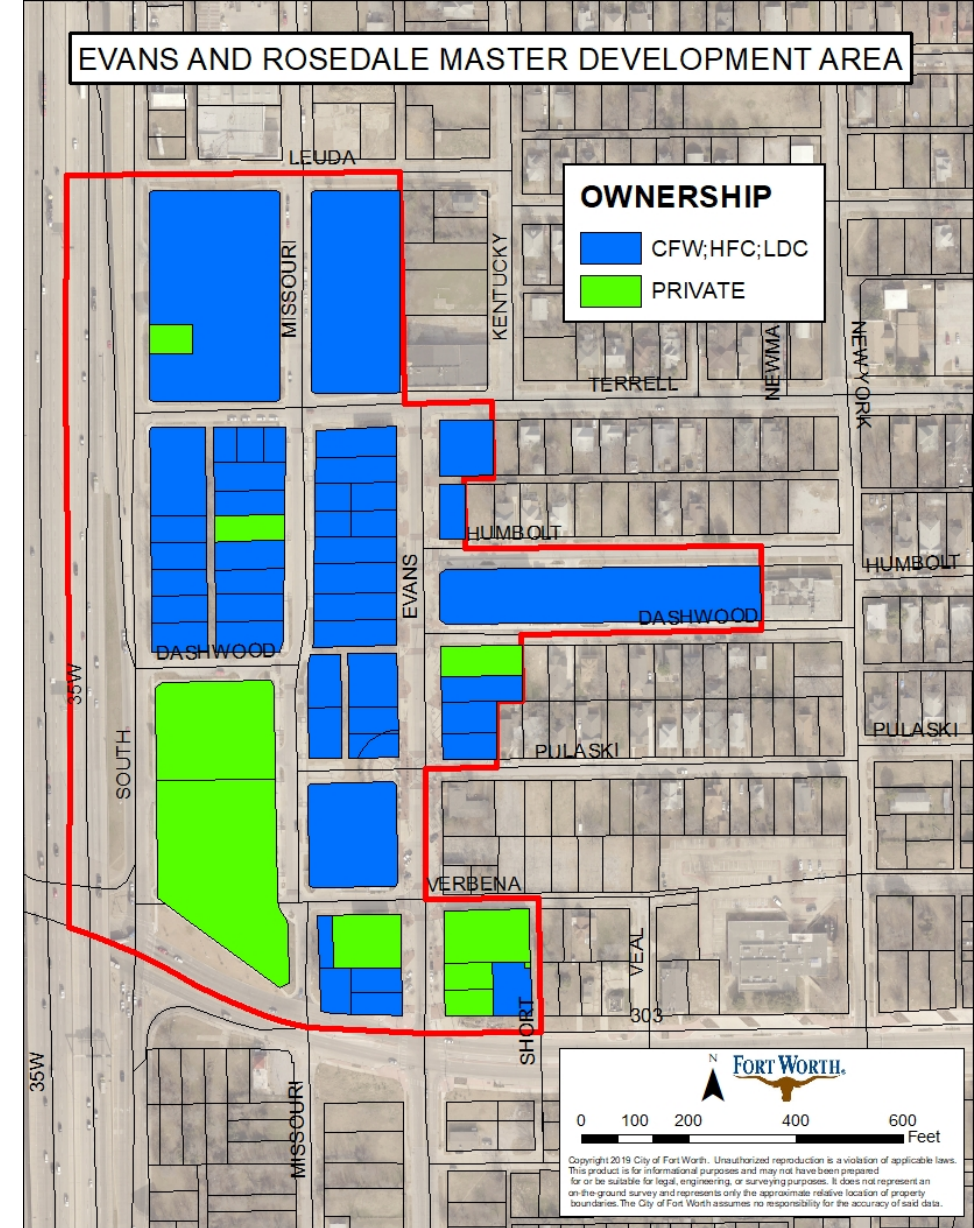 EVANS AND ROSEDALE MASTER DEVELOPMENT AREA
LEUDA
OWNERSHIP
CFW;HFC;LDC
PRIVATE
MISSOURI
KENTUCKY
TERRELL
NEWMA
NEW YORK
HUMBOLT
HUMBOLT
EVANS
DASHWOOD
DASHWOOD
35W
SOUTH
PULASKI
PULASKI
VERBENA
VEAL
SHORT
303
35W
MISSOURI
N
FORT WORTH®
0 100 200 400 600
Feet
Copyright 2019 City of Fort Worth. Unauthorized reproduction is a violation of applicable laws.
This product is for informational purposes and may not have been prepared
for or be suitable for legal, engineering, or surveying purposes. It does not represent an
on-the-ground survey and represents only the approximate relative location of property
boundaries. The City of Fort Worth assumes no responsibility for the accuracy of said data.